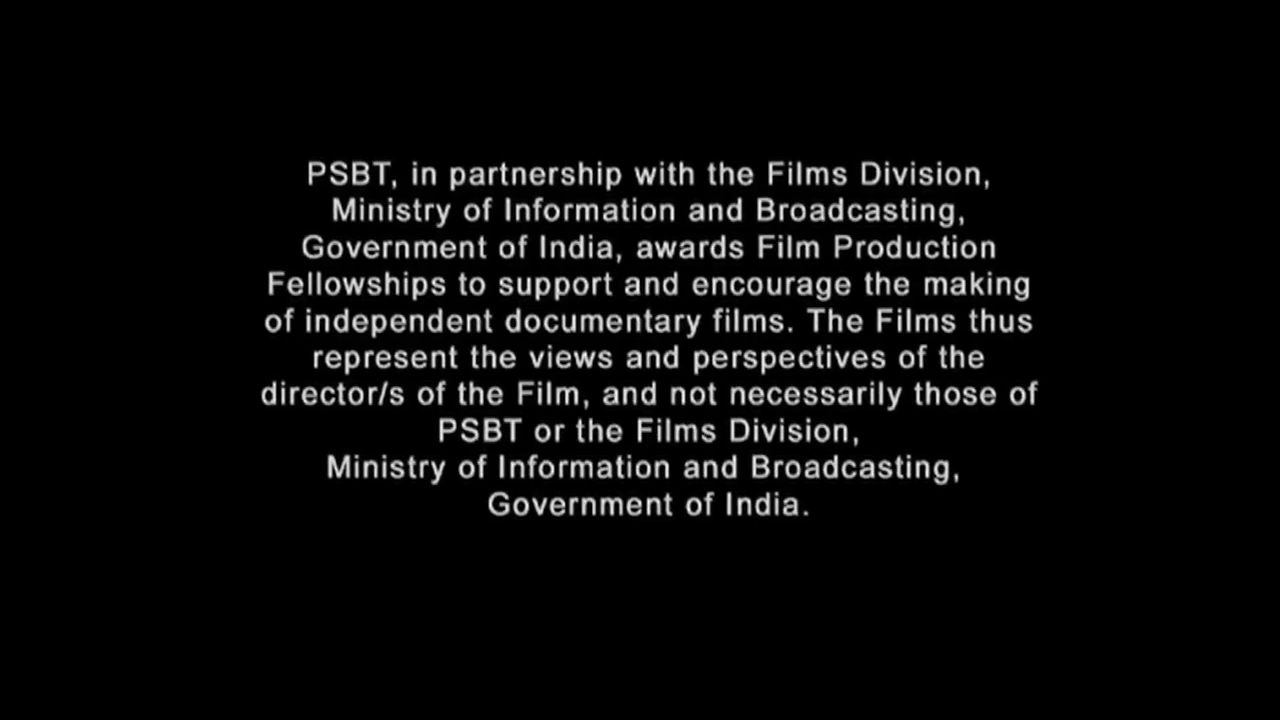 PSBT, in partnership with the Films Division,
Ministry of Information and Broadcasting,
Government of India, awards Film Production
Fellowships to support and encourage the making
of independent documentary films. The Films thus
represent the views and perspectives of the
director/s of the Film, and not necessarily those of
PSBT or the Films Division,
Ministry of Information and Broadcasting,
Government of India.